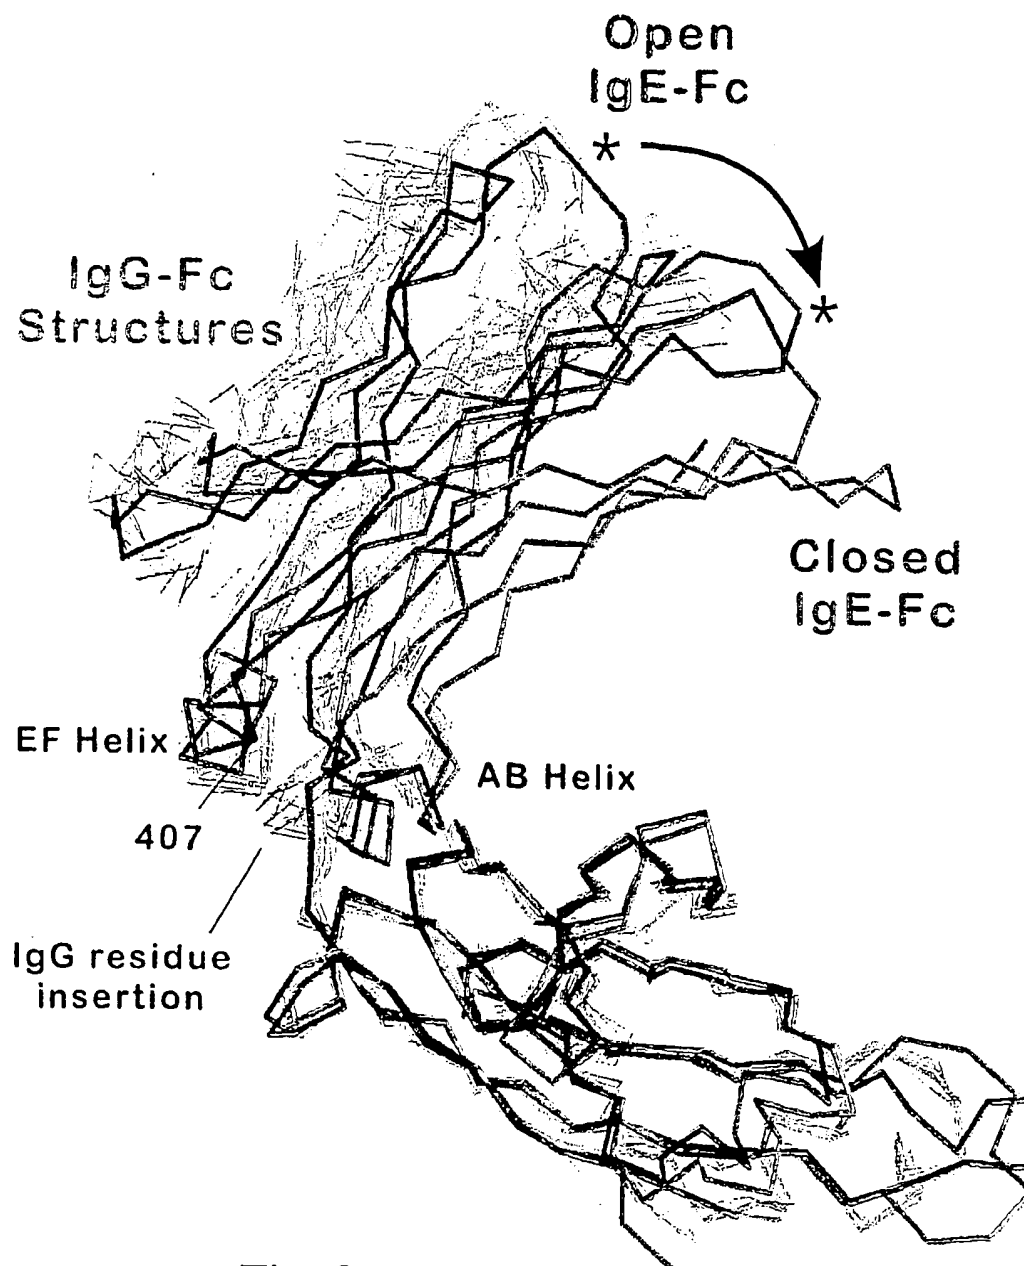 Open
IgE-Fc
*
*
IgG-Fc
Structures
Closed
IgE-Fc
EF Helix
AB Helix
407
IgG residue
insertion